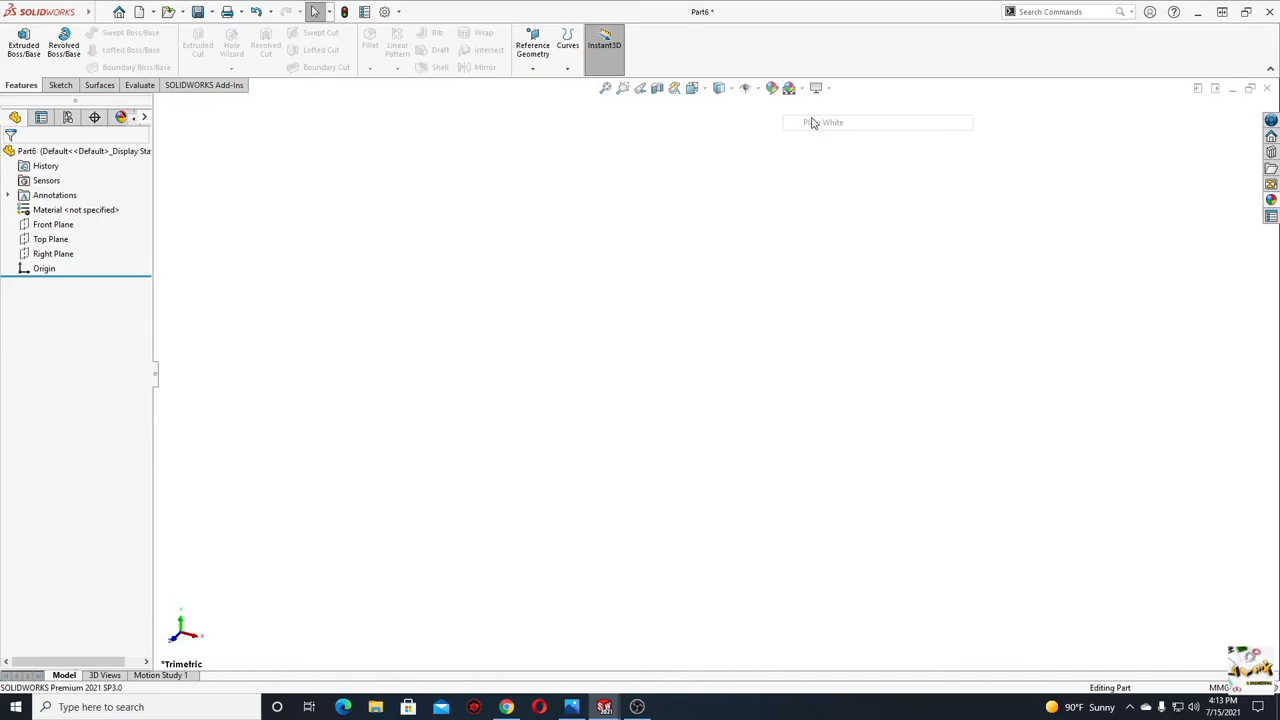 SOLIDWORKS
Part6 *
Search Commands
Extruded Boss/Base
Revolved Boss/Base
Swept Boss/Base
Lofted Boss/Base
Boundary Boss/Base
Extruded Cut
Hole Wizard
Revolved Cut
Swept Cut
Lofted Cut
Boundary Cut
Fillet
Linear Pattern
Rib
Draft
Shell
Wrap
Intersect
Mirror
Reference Geometry
Curves
Instant3D
Features
Sketch
Surfaces
Evaluate
SOLIDWORKS Add-Ins
Plain White
Part6 (Default<<Default>_Display Sta
History
Sensors
Annotations
Material <not specified>
Front Plane
Top Plane
Right Plane
Origin
Y
X
Z
*Trimetric
Model
3D Views
Motion Study 1
SOLIDWORKS Premium 2021 SP3.0
Editing Part
Type here to search
90°F Sunny
4:13 PM
7/15/2021